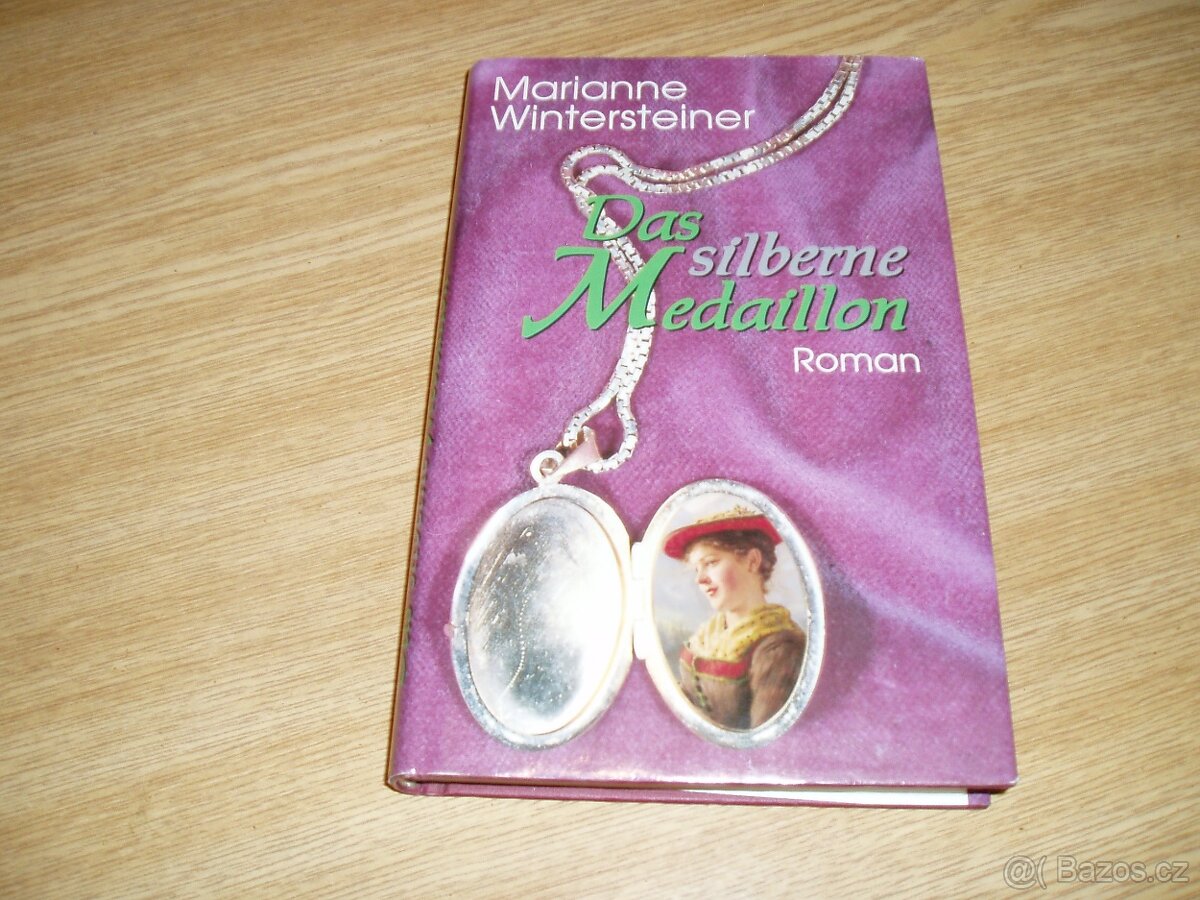 Marianne
Wintersteiner
Das
silberne
Medaillon
Roman
@( Bazos.cz